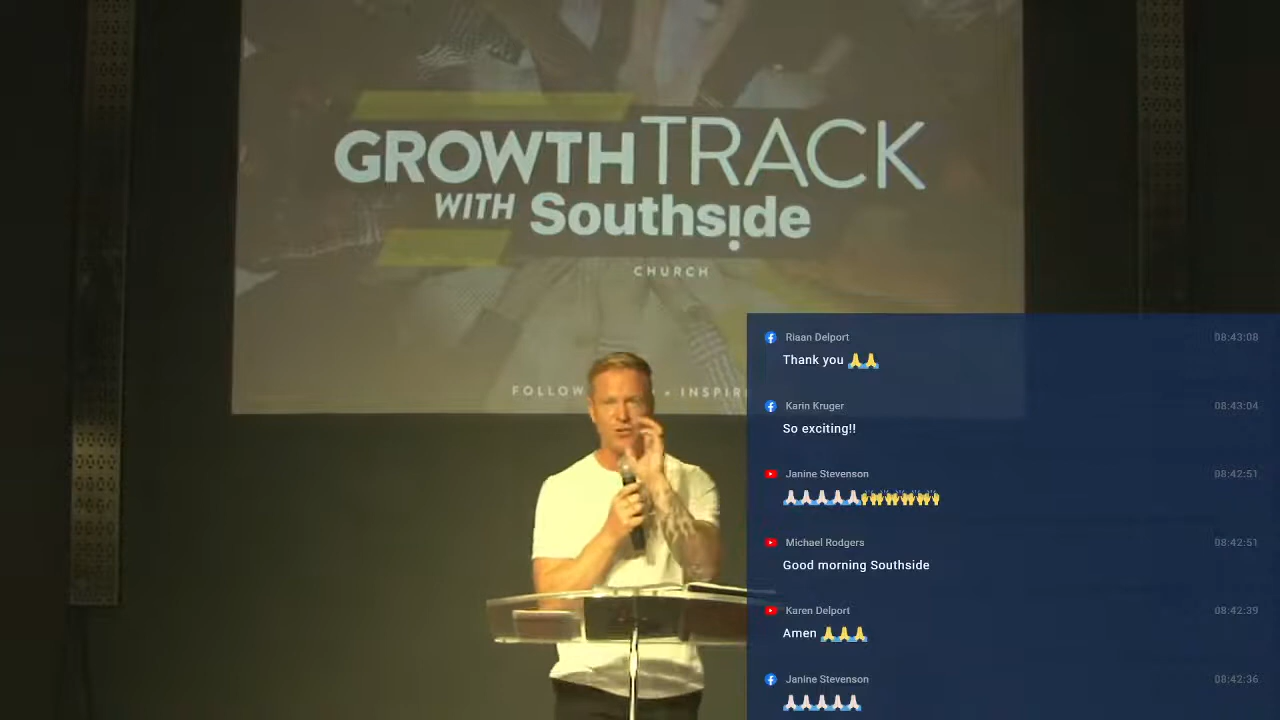 GROWTHTRACK
WITH Southside
CHURCH
FOLLOW • INSPIR
Riaan Delport 08:43:08
Thank you 🙏🙏
Karin Kruger 08:43:04
So exciting!!
Janine Stevenson 08:42:51
🙏🏻🙏🏻🙏🏻🙏🏻🙏🏻🙌🙌🙌🙌🙌
Michael Rodgers 08:42:51
Good morning Southside
Karen Delport 08:42:39
Amen 🙏🙏🙏
Janine Stevenson 08:42:36
🙏🏻🙏🏻🙏🏻🙏🏻🙏🏻